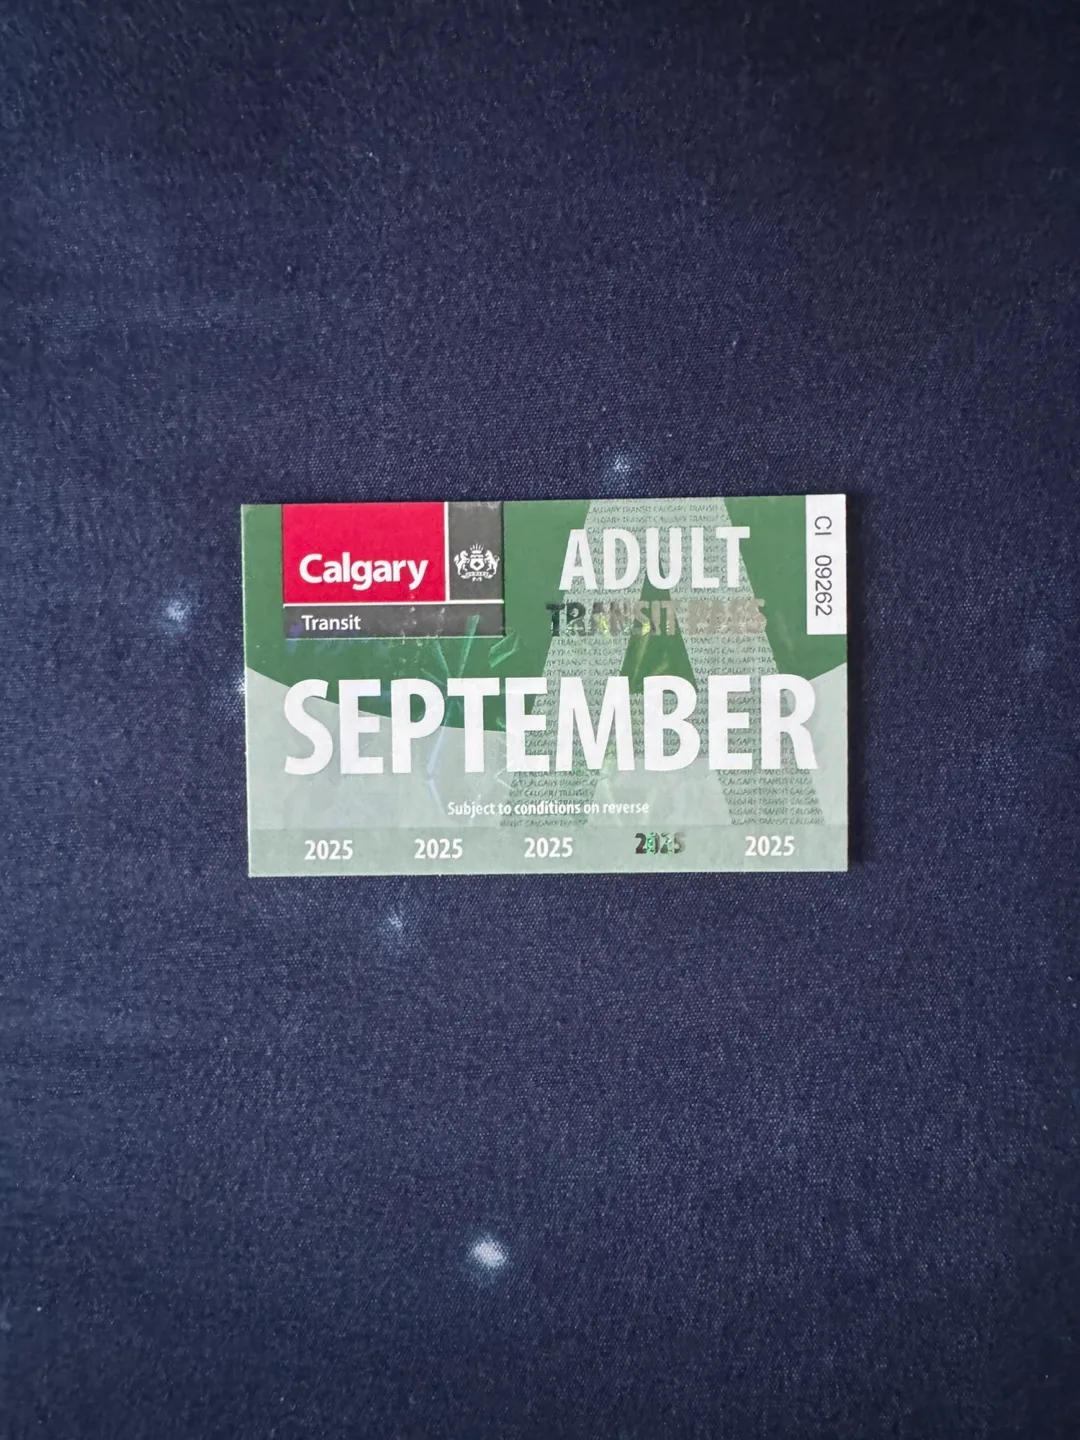 Calgary
Transit
ADULT
TRANSIT PASS
CI 09262
SEPTEMBER
Subject to conditions on reverse
2025 2025 2025 2025 2025